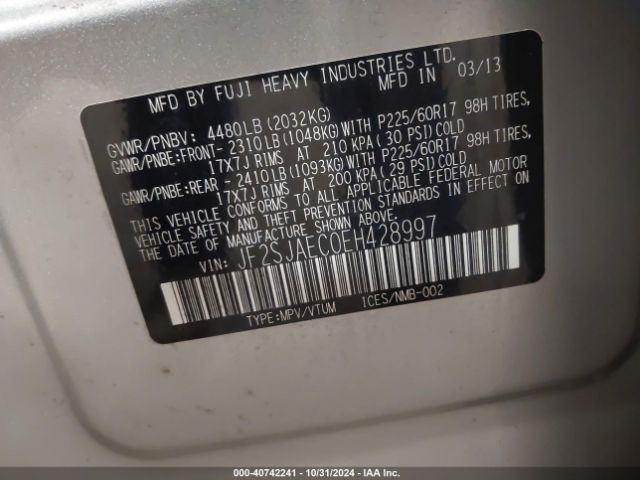 MFD BY FUJI HEAVY INDUSTRIES LTD.
MFD IN 03/13
GVWR/PNBV: 4480LB(2032KG)
GAWR/PNBE:FRONT- 2310LB(1048KG)WITH P225/60R17 98H TIRES,
17X7J RIMS AT 210 KPA(30 PSI)COLD
GAWR/PNBE:REAR - 2410LB(1093KG)WITH P225/60R17 98H TIRES,
17X7J RIMS AT 200 KPA(29 PSI)COLD
THIS VEHICLE CONFORMS TO ALL APPLICABLE FEDERAL MOTOR
VEHICLE SAFETY AND THEFT PREVENTION STANDARDS IN EFFECT ON
THE DATE OF MANUFACTURE SHOWN ABOVE.
VIN: JF2SJAEC0EH428997
TYPE:MPV/VTUM ICES/NMB-002
000-40742241 - 10/31/2024 - IAA Inc.